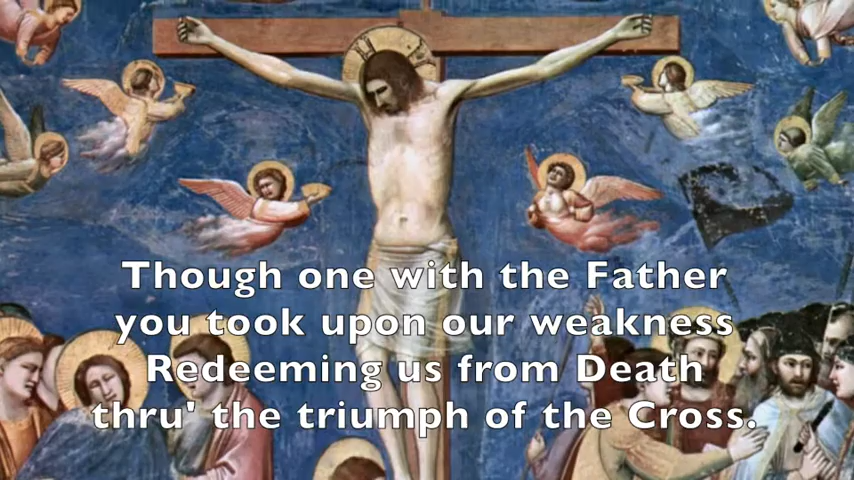 Though one with the Father
you took upon our weakness
Redeeming us from Death
thru' the triumph of the Cross.